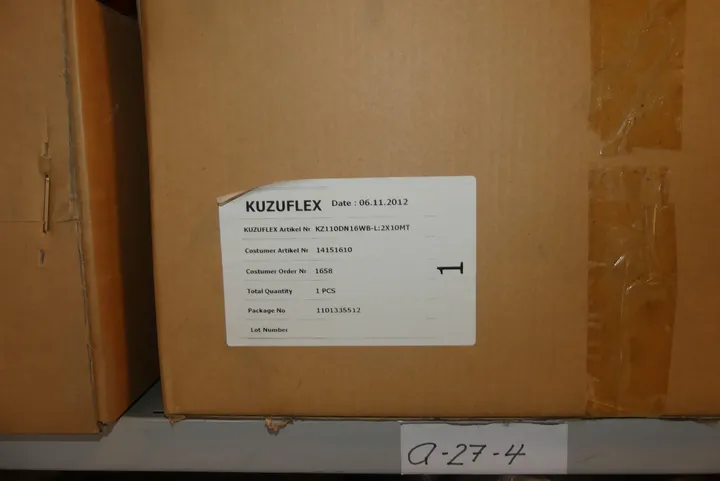 KUZUFLEX Date : 06.11.2012
KUZUFLEX Artikel Nr KZ110DN16WB-L:2X10MT
Costumer Artikel Nr 14151610
Costumer Order Nr 1658
Total Quantity 1 PCS
Package No 1101335512
Lot Number
1
a-27-4